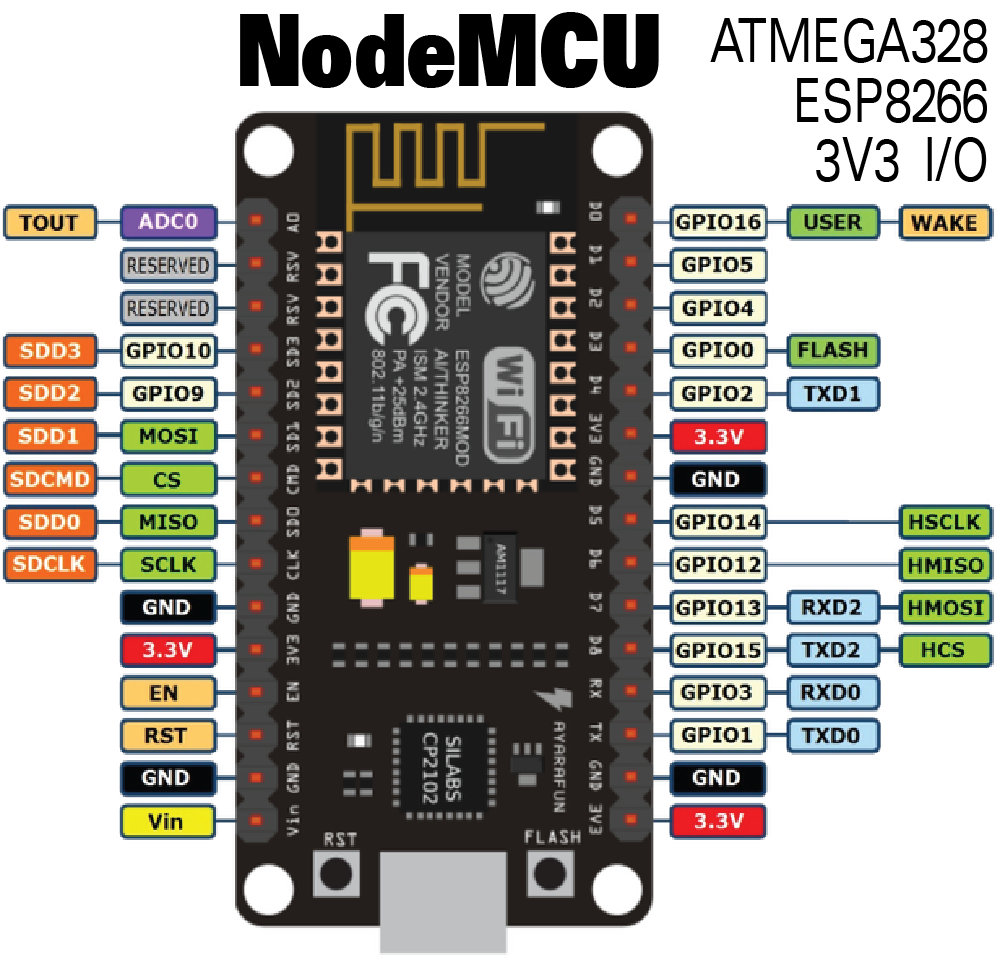 NodeMCU
ATMEGA328
ESP8266
3V3 I/O
TOUT ADC0 A0 D0 GPIO16 USER WAKE
RESERVED RSV D1 GPIO5
RESERVED RSV D2 GPIO4
SDD3 GPIO10 SD3 D3 GPIO0 FLASH
SDD2 GPIO9 SD2 D4 GPIO2 TXD1
SDD1 MOSI SD1 3V3 3.3V
SDCMD CS CMD GND GND
SDD0 MISO SD0 D5 GPIO14 HSCLK
SDCLK SCLK CLK D6 GPIO12 HMISO
GND GND D7 GPIO13 RXD2 HMOSI
3.3V 3V3 D8 GPIO15 TXD2 HCS
EN EN RX GPIO3 RXD0
RST RST TX GPIO1 TXD0
GND GND GND GND
Vin Vin 3V3 3.3V
FC
WiFi
MODEL ESP8266MOD
VENDOR AI/THINKER
ISM 2.4GHz
PA +25dBm
802.11b/g/n
AM1117
SILABS
CP2102
AYARAFUN
RST
FLASH